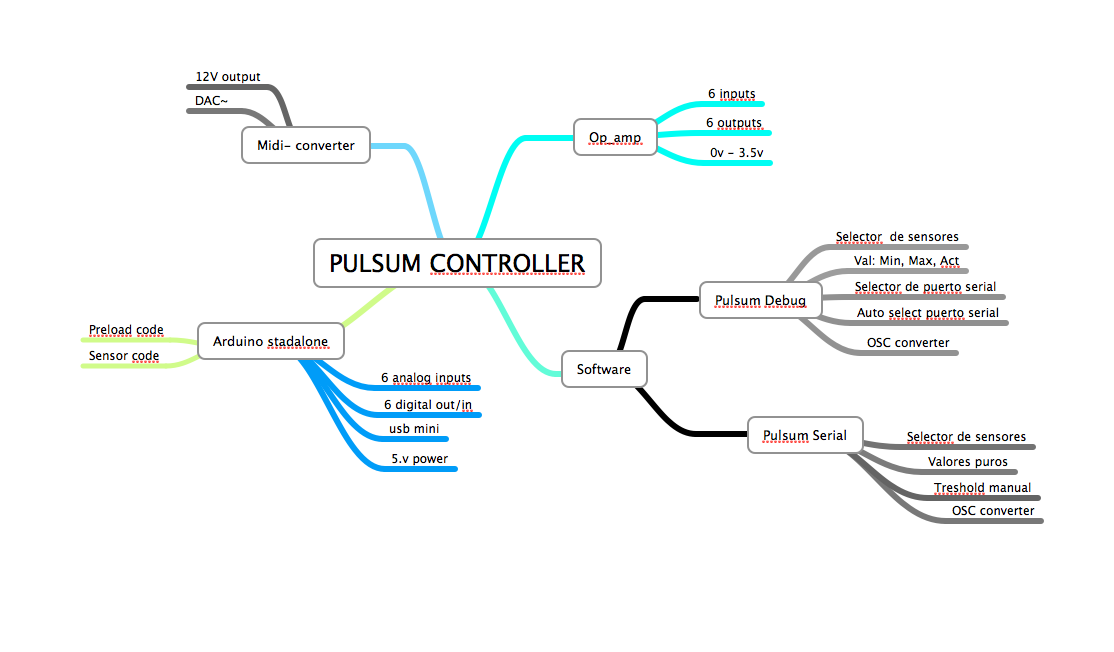 12V output
DAC~
Midi- converter
6 inputs
6 outputs
0v - 3.5v
Op_amp
PULSUM CONTROLLER
Selector  de sensores
Val: Min, Max, Act
Selector de puerto serial
Auto select puerto serial
OSC converter
Pulsum Debug
Preload code
Sensor code
Arduino stadalone
6 analog inputs
6 digital out/in
usb mini
5.v power
Software
Pulsum Serial
Selector de sensores
Valores puros
Treshold manual
OSC converter